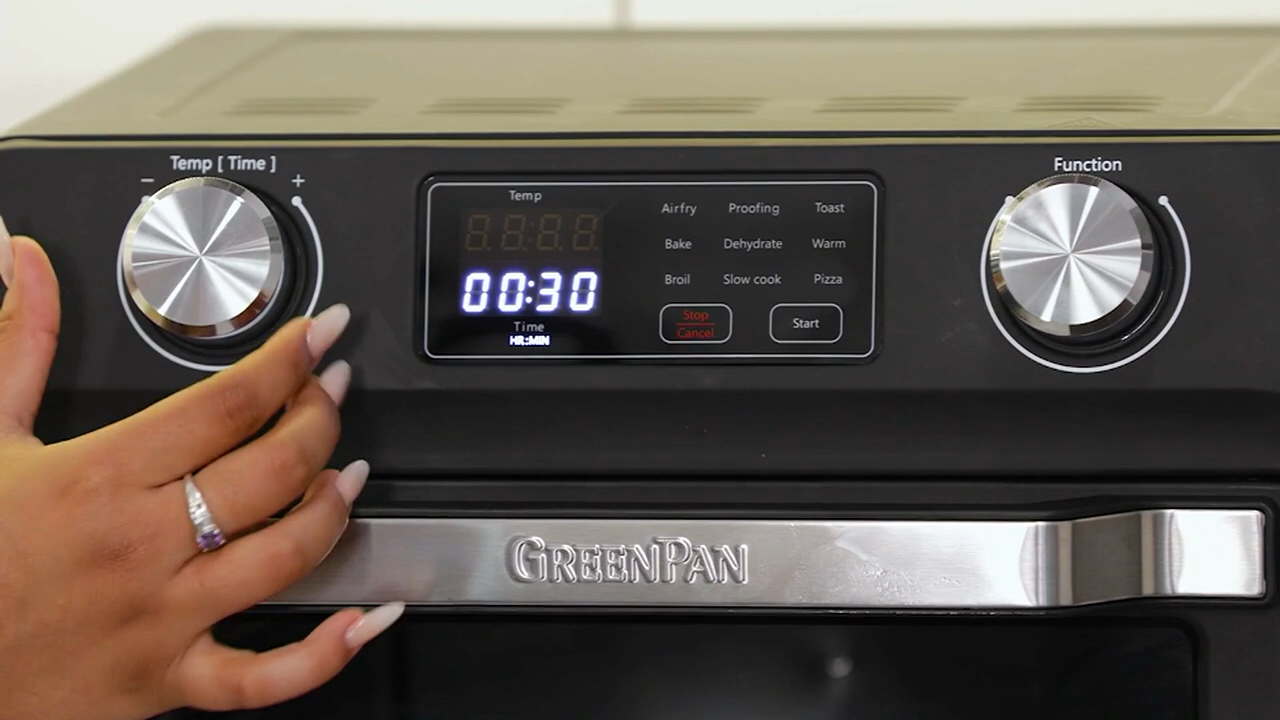 Temp [ Time ]
− +
Function
Temp
00:30
Time
HR:MIN
Airfry Proofing Toast
Bake Dehydrate Warm
Broil Slow cook Pizza
Stop
Cancel
Start
GREENPAN